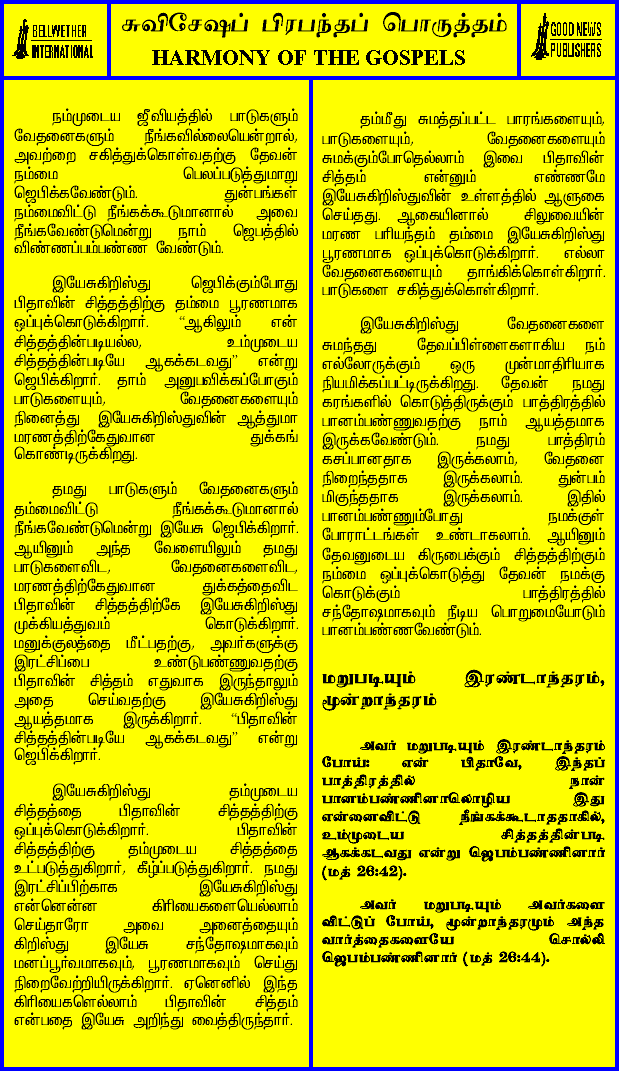 BELLWETHER
INTERNATIONAL
சுவிசேஷப் பிரபந்தப் பொருத்தம்
HARMONY OF THE GOSPELS
GOOD NEWS
PUBLISHERS
நம்முடைய ஜீவியத்தில் பாடுகளும்
வேதனைகளும் நீங்கவில்லையென்றால்,
அவற்றை சகித்துக்கொள்வதற்கு தேவன்
நம்மை பெலப்படுத்துமாறு
ஜெபிக்கவேண்டும். துன்பங்கள்
நம்மைவிட்டு நீங்கக்கூடுமானால் அவை
நீங்கவேண்டுமென்று நாம் ஜெபத்தில்
விண்ணப்பம்பண்ண வேண்டும்.
இயேசுகிறிஸ்து ஜெபிக்கும்போது
பிதாவின் சித்தத்திற்கு தம்மை பூரணமாக
ஒப்புக்கொடுக்கிறார். “ஆகிலும் என்
சித்தத்தின்படியல்ல, உம்முடைய
சித்தத்தின்படியே ஆகக்கடவது” என்று
ஜெபிக்கிறார். தாம் அனுபவிக்கப்போகும்
பாடுகளையும், வேதனைகளையும்
நினைத்து இயேசுகிறிஸ்துவின் ஆத்துமா
மரணத்திற்கேதுவான துக்கங்
கொண்டிருக்கிறது.
தமது பாடுகளும் வேதனைகளும்
தம்மைவிட்டு நீங்கக்கூடுமானால்
நீங்கவேண்டுமென்று இயேசு ஜெபிக்கிறார்.
ஆயினும் அந்த வேளையிலும் தமது
பாடுகளைவிட, வேதனைகளைவிட,
மரணத்திற்கேதுவான துக்கத்தைவிட
பிதாவின் சித்தத்திற்கே இயேசுகிறிஸ்து
முக்கியத்துவம் கொடுக்கிறார்.
மனுக்குலத்தை மீட்பதற்கு, அவர்களுக்கு
இரட்சிப்பை உண்டுபண்ணுவதற்கு
பிதாவின் சித்தம் எதுவாக இருந்தாலும்
அதை செய்வதற்கு இயேசுகிறிஸ்து
ஆயத்தமாக இருக்கிறார். “பிதாவின்
சித்தத்தின்படியே ஆகக்கடவது” என்று
ஜெபிக்கிறார்.
இயேசுகிறிஸ்து தம்முடைய
சித்தத்தை பிதாவின் சித்தத்திற்கு
ஒப்புக்கொடுக்கிறார். பிதாவின்
சித்தத்திற்கு தம்முடைய சித்தத்தை
உட்படுத்துகிறார், கீழ்ப்படுத்துகிறார். நமது
இரட்சிப்பிற்காக இயேசுகிறிஸ்து
என்னென்ன கிரியைகளையெல்லாம்
செய்தாரோ அவை அனைத்தையும்
கிறிஸ்து இயேசு சந்தோஷமாகவும்
மனப்பூர்வமாகவும், பூரணமாகவும் செய்து
நிறைவேற்றியிருக்கிறார். ஏனெனில் இந்த
கிரியைகளெல்லாம் பிதாவின் சித்தம்
என்பதை இயேசு அறிந்து வைத்திருந்தார்.
தம்மீது சுமத்தப்பட்ட பாரங்களையும்,
பாடுகளையும், வேதனைகளையும்
சுமக்கும்போதெல்லாம் இவை பிதாவின்
சித்தம் என்னும் எண்ணமே
இயேசுகிறிஸ்துவின் உள்ளத்தில் ஆளுகை
செய்தது. ஆகையினால் சிலுவையின்
மரண பரியந்தம் தம்மை இயேசுகிறிஸ்து
பூரணமாக ஒப்புக்கொடுக்கிறார். எல்லா
வேதனைகளையும் தாங்கிக்கொள்கிறார்.
பாடுகளை சகித்துக்கொள்கிறார்.
இயேசுகிறிஸ்து வேதனைகளை
சுமந்தது தேவப்பிள்ளைகளாகிய நம்
எல்லோருக்கும் ஒரு முன்மாதிரியாக
நியமிக்கப்பட்டிருக்கிறது. தேவன் நமது
கரங்களில் கொடுத்திருக்கும் பாத்திரத்தில்
பானம்பண்ணுவதற்கு நாம் ஆயத்தமாக
இருக்கவேண்டும். நமது பாத்திரம்
கசப்பானதாக இருக்கலாம், வேதனை
நிறைந்ததாக இருக்கலாம். துன்பம்
மிகுந்ததாக இருக்கலாம். இதில்
பானம்பண்ணும்போது நமக்குள்
போராட்டங்கள் உண்டாகலாம். ஆயினும்
தேவனுடைய கிருபைக்கும் சித்தத்திற்கும்
நம்மை ஒப்புக்கொடுத்து தேவன் நமக்கு
கொடுக்கும் பாத்திரத்தில்
சந்தோஷமாகவும் நீடிய பொறுமையோடும்
பானம்பண்ணவேண்டும்.
மறுபடியும் இரண்டாந்தரம்,
மூன்றாந்தரம்
அவர் மறுபடியும் இரண்டாந்தரம்
போய்: என் பிதாவே, இந்தப்
பாத்திரத்தில் நான்
பானம்பண்ணினாலொழிய இது
என்னைவிட்டு நீங்கக்கூடாததாகில்,
உம்முடைய சித்தத்தின்படி
ஆகக்கடவது என்று ஜெபம்பண்ணினார்
(மத் 26:42).
அவர் மறுபடியும் அவர்களை
விட்டுப் போய், மூன்றாந்தரமும் அந்த
வார்த்தைகளையே சொல்லி
ஜெபம்பண்ணினார் (மத் 26:44).